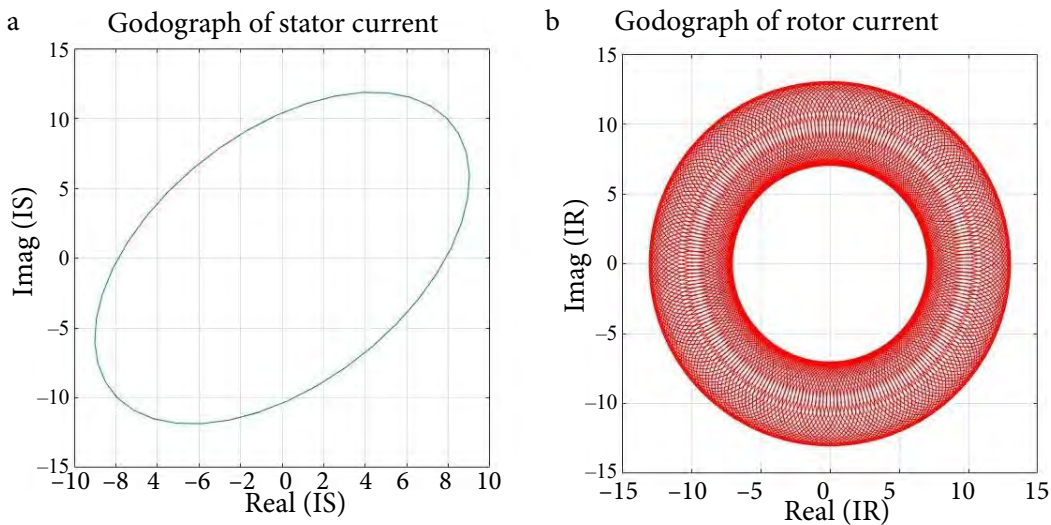 a
Godograph of stator current
15
10
5
0
−5
−10
−15
Imag (IS)
−10 −8 −6 −4 −2 0 2 4 6 8 10
Real (IS)
b
Godograph of rotor current
15
10
5
0
−5
−10
−15
Imag (IR)
−15 −10 −5 0 5 10 15
Real (IR)